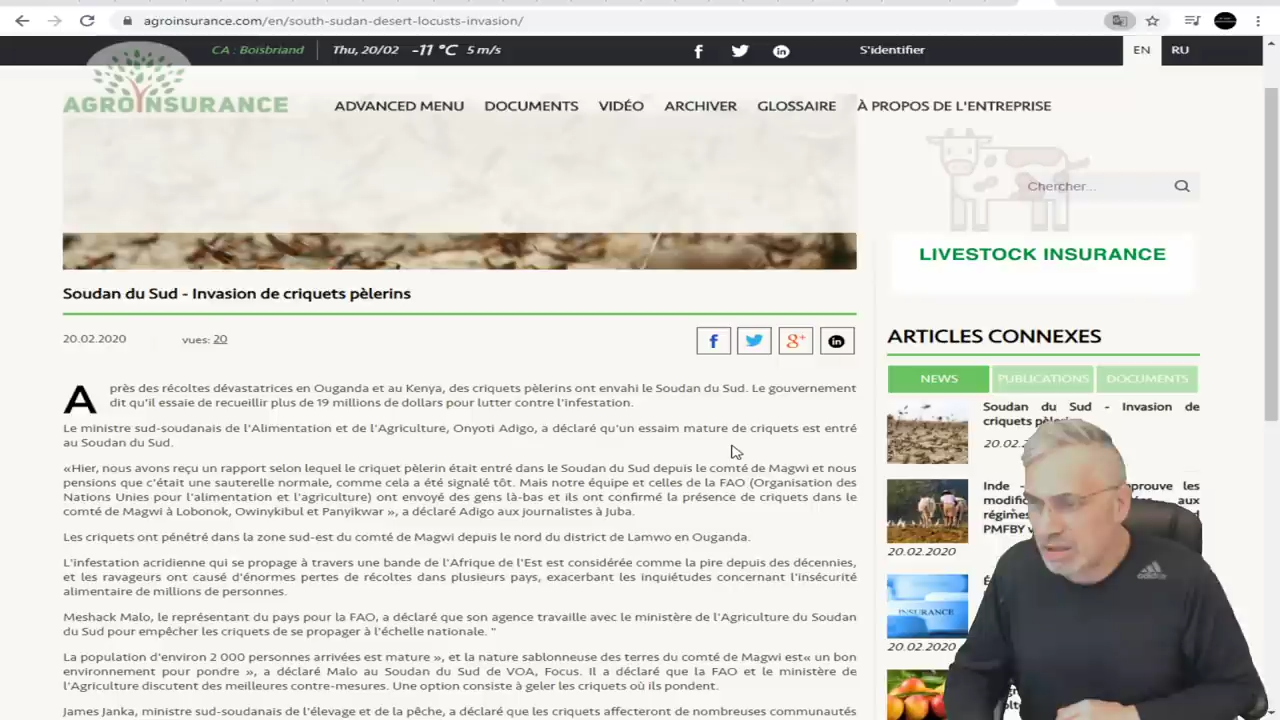 agroinsurance.com/en/south-sudan-desert-locusts-invasion/
CA : Boisbriand
Thu, 20/02 -11 °C 5 m/s
S'identifier
EN RU
AGROINSURANCE
ADVANCED MENU DOCUMENTS VIDÉO ARCHIVER GLOSSAIRE À PROPOS DE L'ENTREPRISE
Chercher...
LIVESTOCK INSURANCE
Soudan du Sud - Invasion de criquets pèlerins
20.02.2020 vues: 20
Après des récoltes dévastatrices en Ouganda et au Kenya, des criquets pèlerins ont envahi le Soudan du Sud. Le gouvernement
dit qu'il essaie de recueillir plus de 19 millions de dollars pour lutter contre l'infestation.
Le ministre sud-soudanais de l'Alimentation et de l'Agriculture, Onyoti Adigo, a déclaré qu'un essaim mature de criquets est entré
au Soudan du Sud.
«Hier, nous avons reçu un rapport selon lequel le criquet pèlerin était entré dans le Soudan du Sud depuis le comté de Magwi et nous
pensions que c'était une sauterelle normale, comme cela a été signalé tôt. Mais notre équipe et celles de la FAO (Organisation des
Nations Unies pour l'alimentation et l'agriculture) ont envoyé des gens là-bas et ils ont confirmé la présence de criquets dans le
comté de Magwi à Lobonok, Owinykibul et Panyikwar », a déclaré Adigo aux journalistes à Juba.
Les criquets ont pénétré dans la zone sud-est du comté de Magwi depuis le nord du district de Lamwo en Ouganda.
L'infestation acridienne qui se propage à travers une bande de l'Afrique de l'Est est considérée comme la pire depuis des décennies,
et les ravageurs ont causé d'énormes pertes de récoltes dans plusieurs pays, exacerbant les inquiétudes concernant l'insécurité
alimentaire de millions de personnes.
Meshack Malo, le représentant du pays pour la FAO, a déclaré que son agence travaille avec le ministère de l'Agriculture du Soudan
du Sud pour empêcher les criquets de se propager à l'échelle nationale. "
La population d'environ 2 000 personnes arrivées est mature », et la nature sablonneuse des terres du comté de Magwi est« un bon
environnement pour pondre », a déclaré Malo au Soudan du Sud de VOA, Focus. Il a déclaré que la FAO et le ministère de
l'Agriculture discutent des meilleures contre-mesures. Une option consiste à geler les criquets où ils pondent.
James Janka, ministre sud-soudanais de l'élevage et de la pêche, a déclaré que les criquets affecteront de nombreuses communautés
ARTICLES CONNEXES
NEWS PUBLICATIONS DOCUMENTS
Soudan du Sud - Invasion de
criquets
20.02
Inde - approuve les
aux
PMFBY
20.02.2020
INSURANCE
20.02.2020
adidas